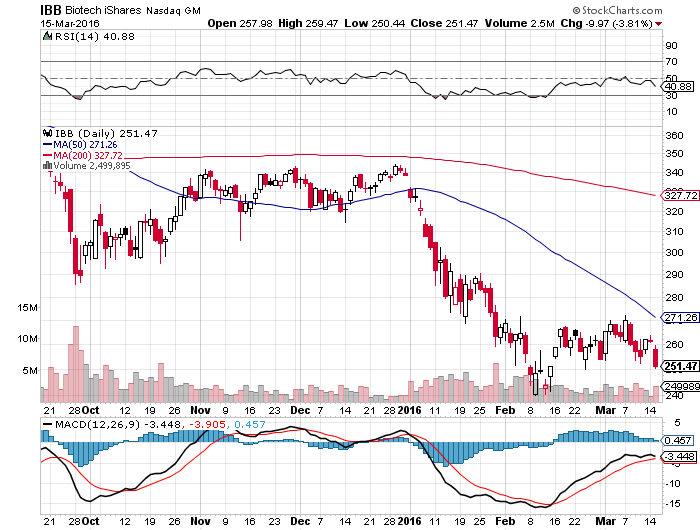 IBB Biotech iShares Nasdaq GM © StockCharts.com
15-Mar-2016 Open 257.98 High 259.47 Low 250.44 Close 251.47 Volume 2.5M Chg -9.97 (-3.81%)
RSI(14) 40.88
90
70
50
40.88
30
10
IBB (Daily) 251.47
MA(50) 271.26
MA(200) 327.72
Volume 2,499,895
360
350
340
330
327.72
320
310
300
290
280
271.26
260
251.47
249989
240
15M
10M
5M
21 28 Oct 12 19 26 Nov 9 16 23 Dec 7 14 21 28 2016 11 19 25 Feb 8 16 22 Mar 7 14
MACD(12,26,9) -3.448, -3.905, 0.457
5
0.457
-3.448
-5
-10
-15
21 28 Oct 12 19 26 Nov 9 16 23 Dec 7 14 21 28 2016 11 19 25 Feb 8 16 22 Mar 7 14